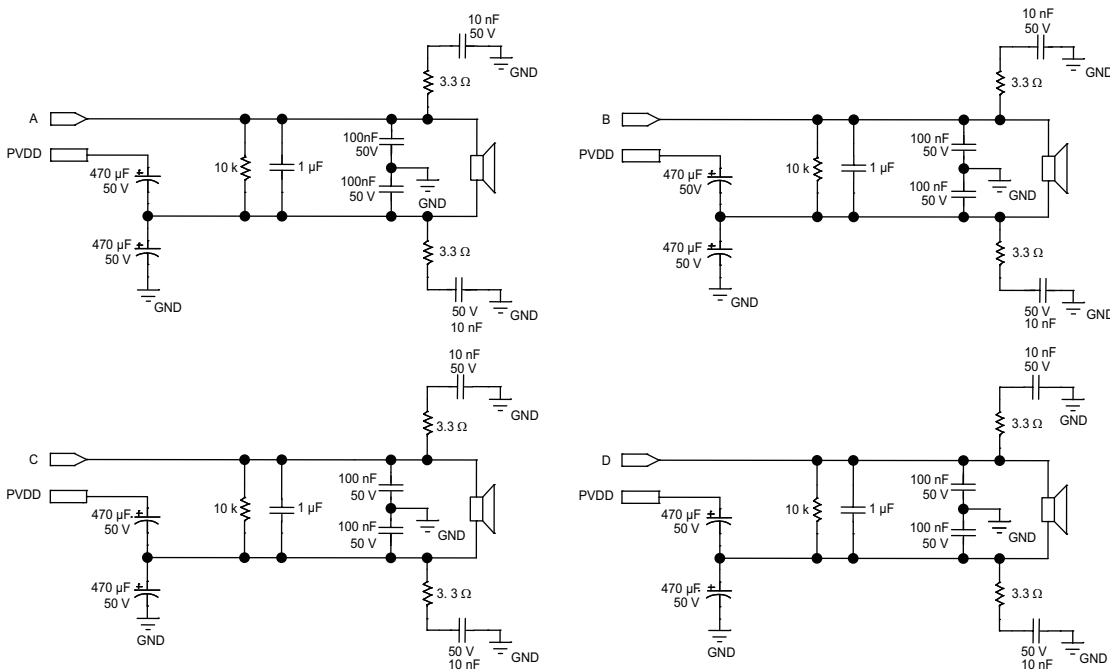 10 nF
50 V
GND
3.3 Ω
A
PVDD
470 µF
50 V
10 k
1 µF
100nF
50V
100nF
50 V
GND
470 µF
50 V
GND
3.3 Ω
50 V
10 nF
GND
10 nF
50 V
GND
3.3 Ω
B
PVDD
470 µF
50V
10 k
1 µF
100 nF
50 V
100 nF
50 V
GND
470 µF
50 V
GND
3.3 Ω
50 V
10 nF
GND
10 nF
50 V
GND
3.3 Ω
C
PVDD
470 µF
50 V
10 k
1 µF
100 nF
50 V
100 nF
50 V
GND
470 µF
50 V
GND
3. 3 Ω
50 V
10 nF
GND
10 nF
50 V
GND
3.3 Ω
D
PVDD
470 µF
50 V
10 k
1 µF
100 nF
50 V
100 nF
50 V
GND
470 µF
50 V
GND
3.3 Ω
50 V
10 nF
GND